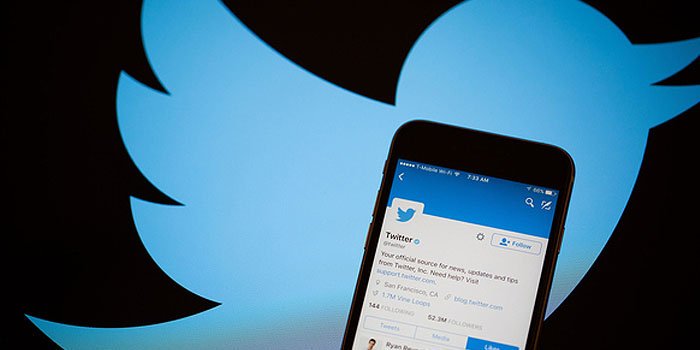 T-Mobile Wi-Fi 7:33 AM 66%
Follow
Twitter
@twitter
Your official source for news, updates and tips
from Twitter, Inc. Need help? Visit
support.twitter.com.
San Francisco, CA blog.twitter.com
1.7M Vine Loops
144 FOLLOWING 52.3M FOLLOWERS
Tweets Media Likes